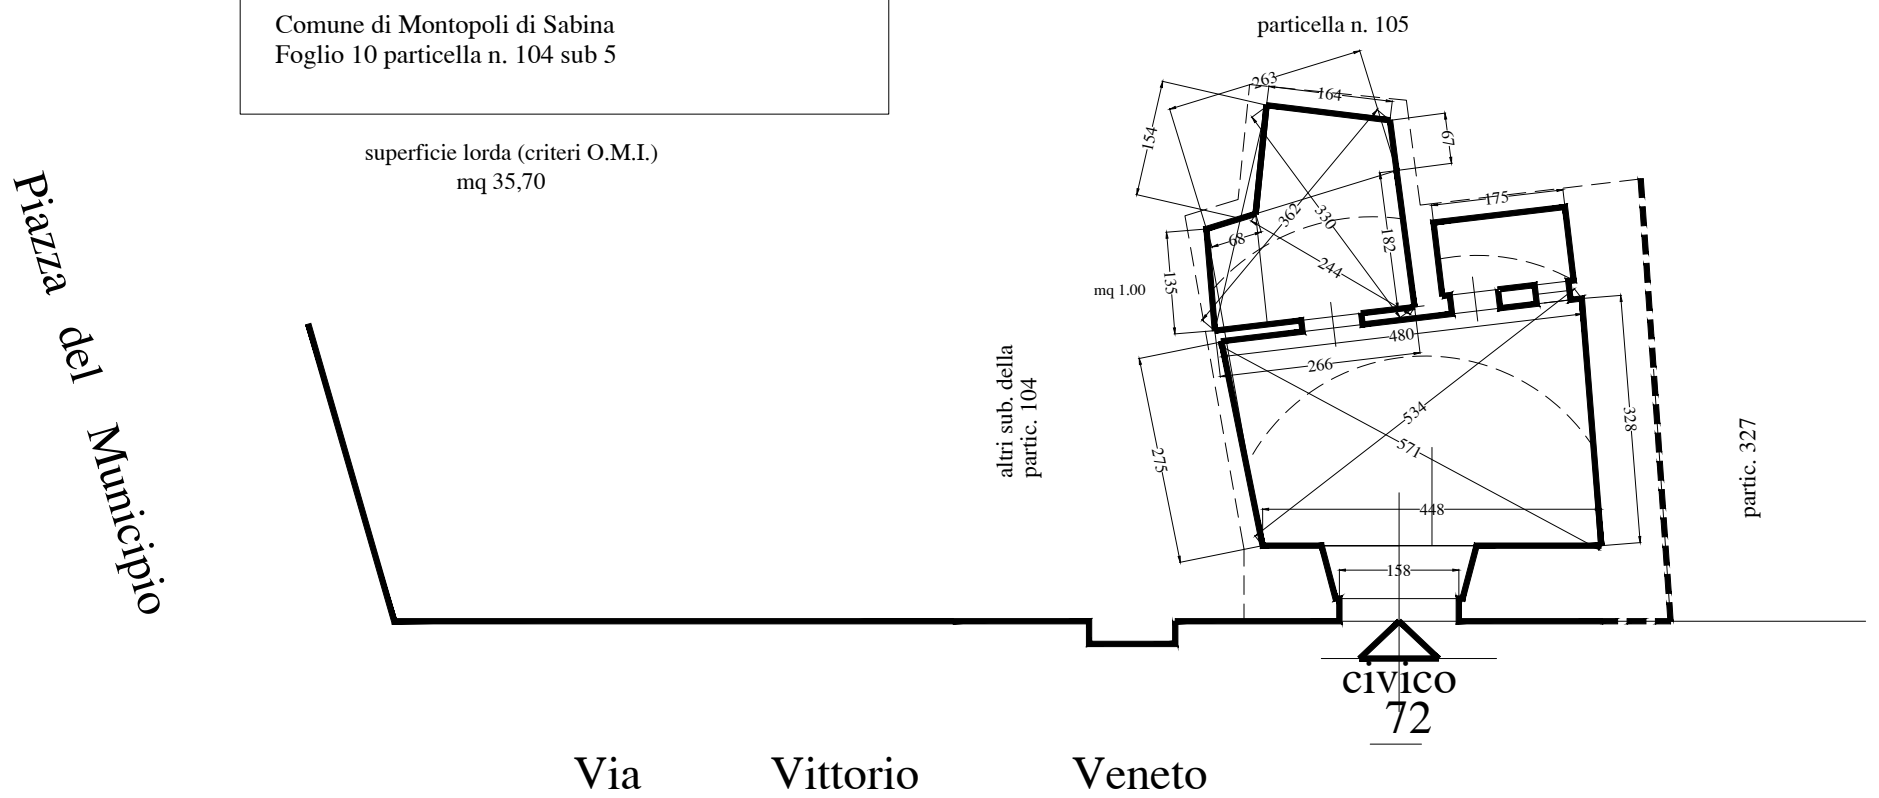 Comune di Montopoli di Sabina
Foglio 10 particella n. 104 sub 5
superficie lorda (criteri O.M.I.)
mq 35,70
Piazza del Municipio
particella n. 105
263
164
154
67
175
362
330
68
182
244
135
mq 1.00
480
266
altri sub. della
partic. 104
534
571
328
275
partic. 327
448
158
civico
72
Via Vittorio Veneto